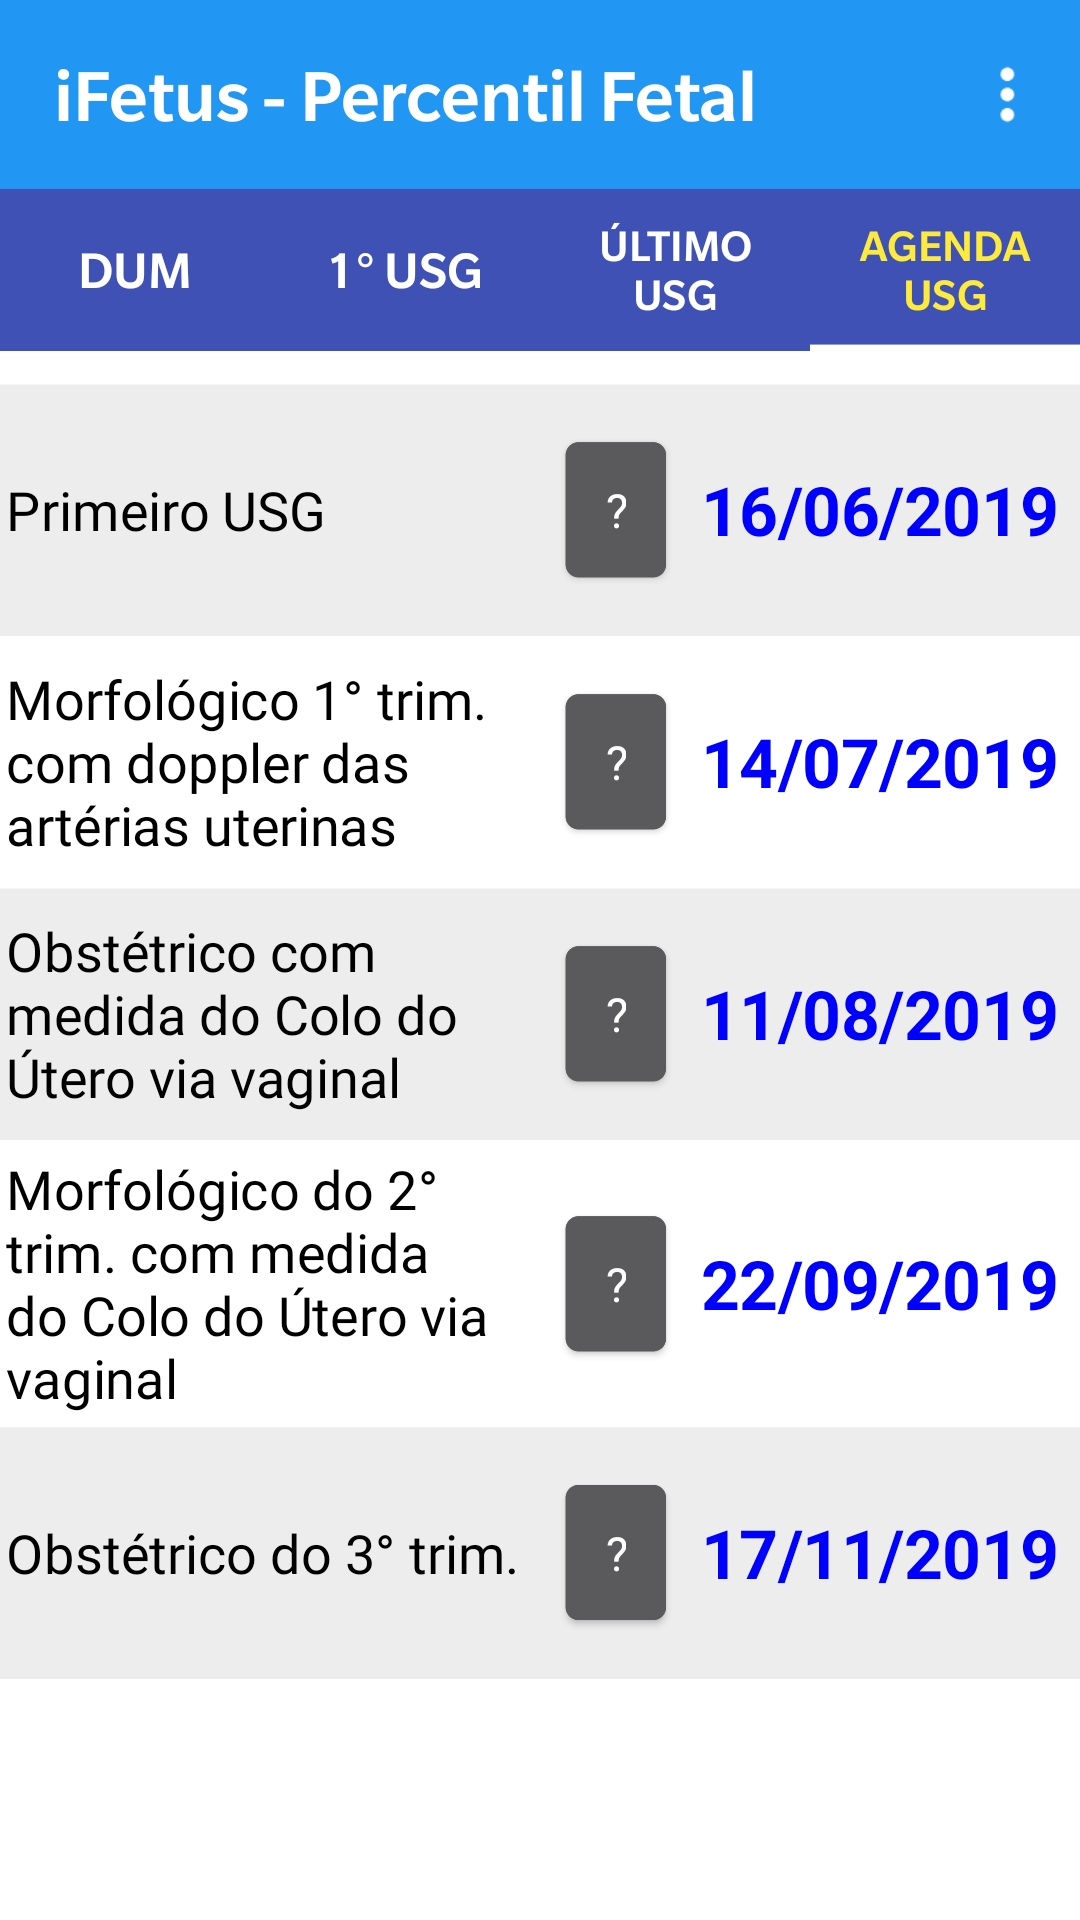 iFetus - Percentil Fetal
DUM
1° USG
ÚLTIMO
USG
AGENDA
USG
Primeiro USG
?
16/06/2019
Morfológico 1° trim.
com doppler das
artérias uterinas
?
14/07/2019
Obstétrico com
medida do Colo do
Útero via vaginal
?
11/08/2019
Morfológico do 2°
trim. com medida
do Colo do Útero via
vaginal
?
22/09/2019
Obstétrico do 3° trim.
?
17/11/2019